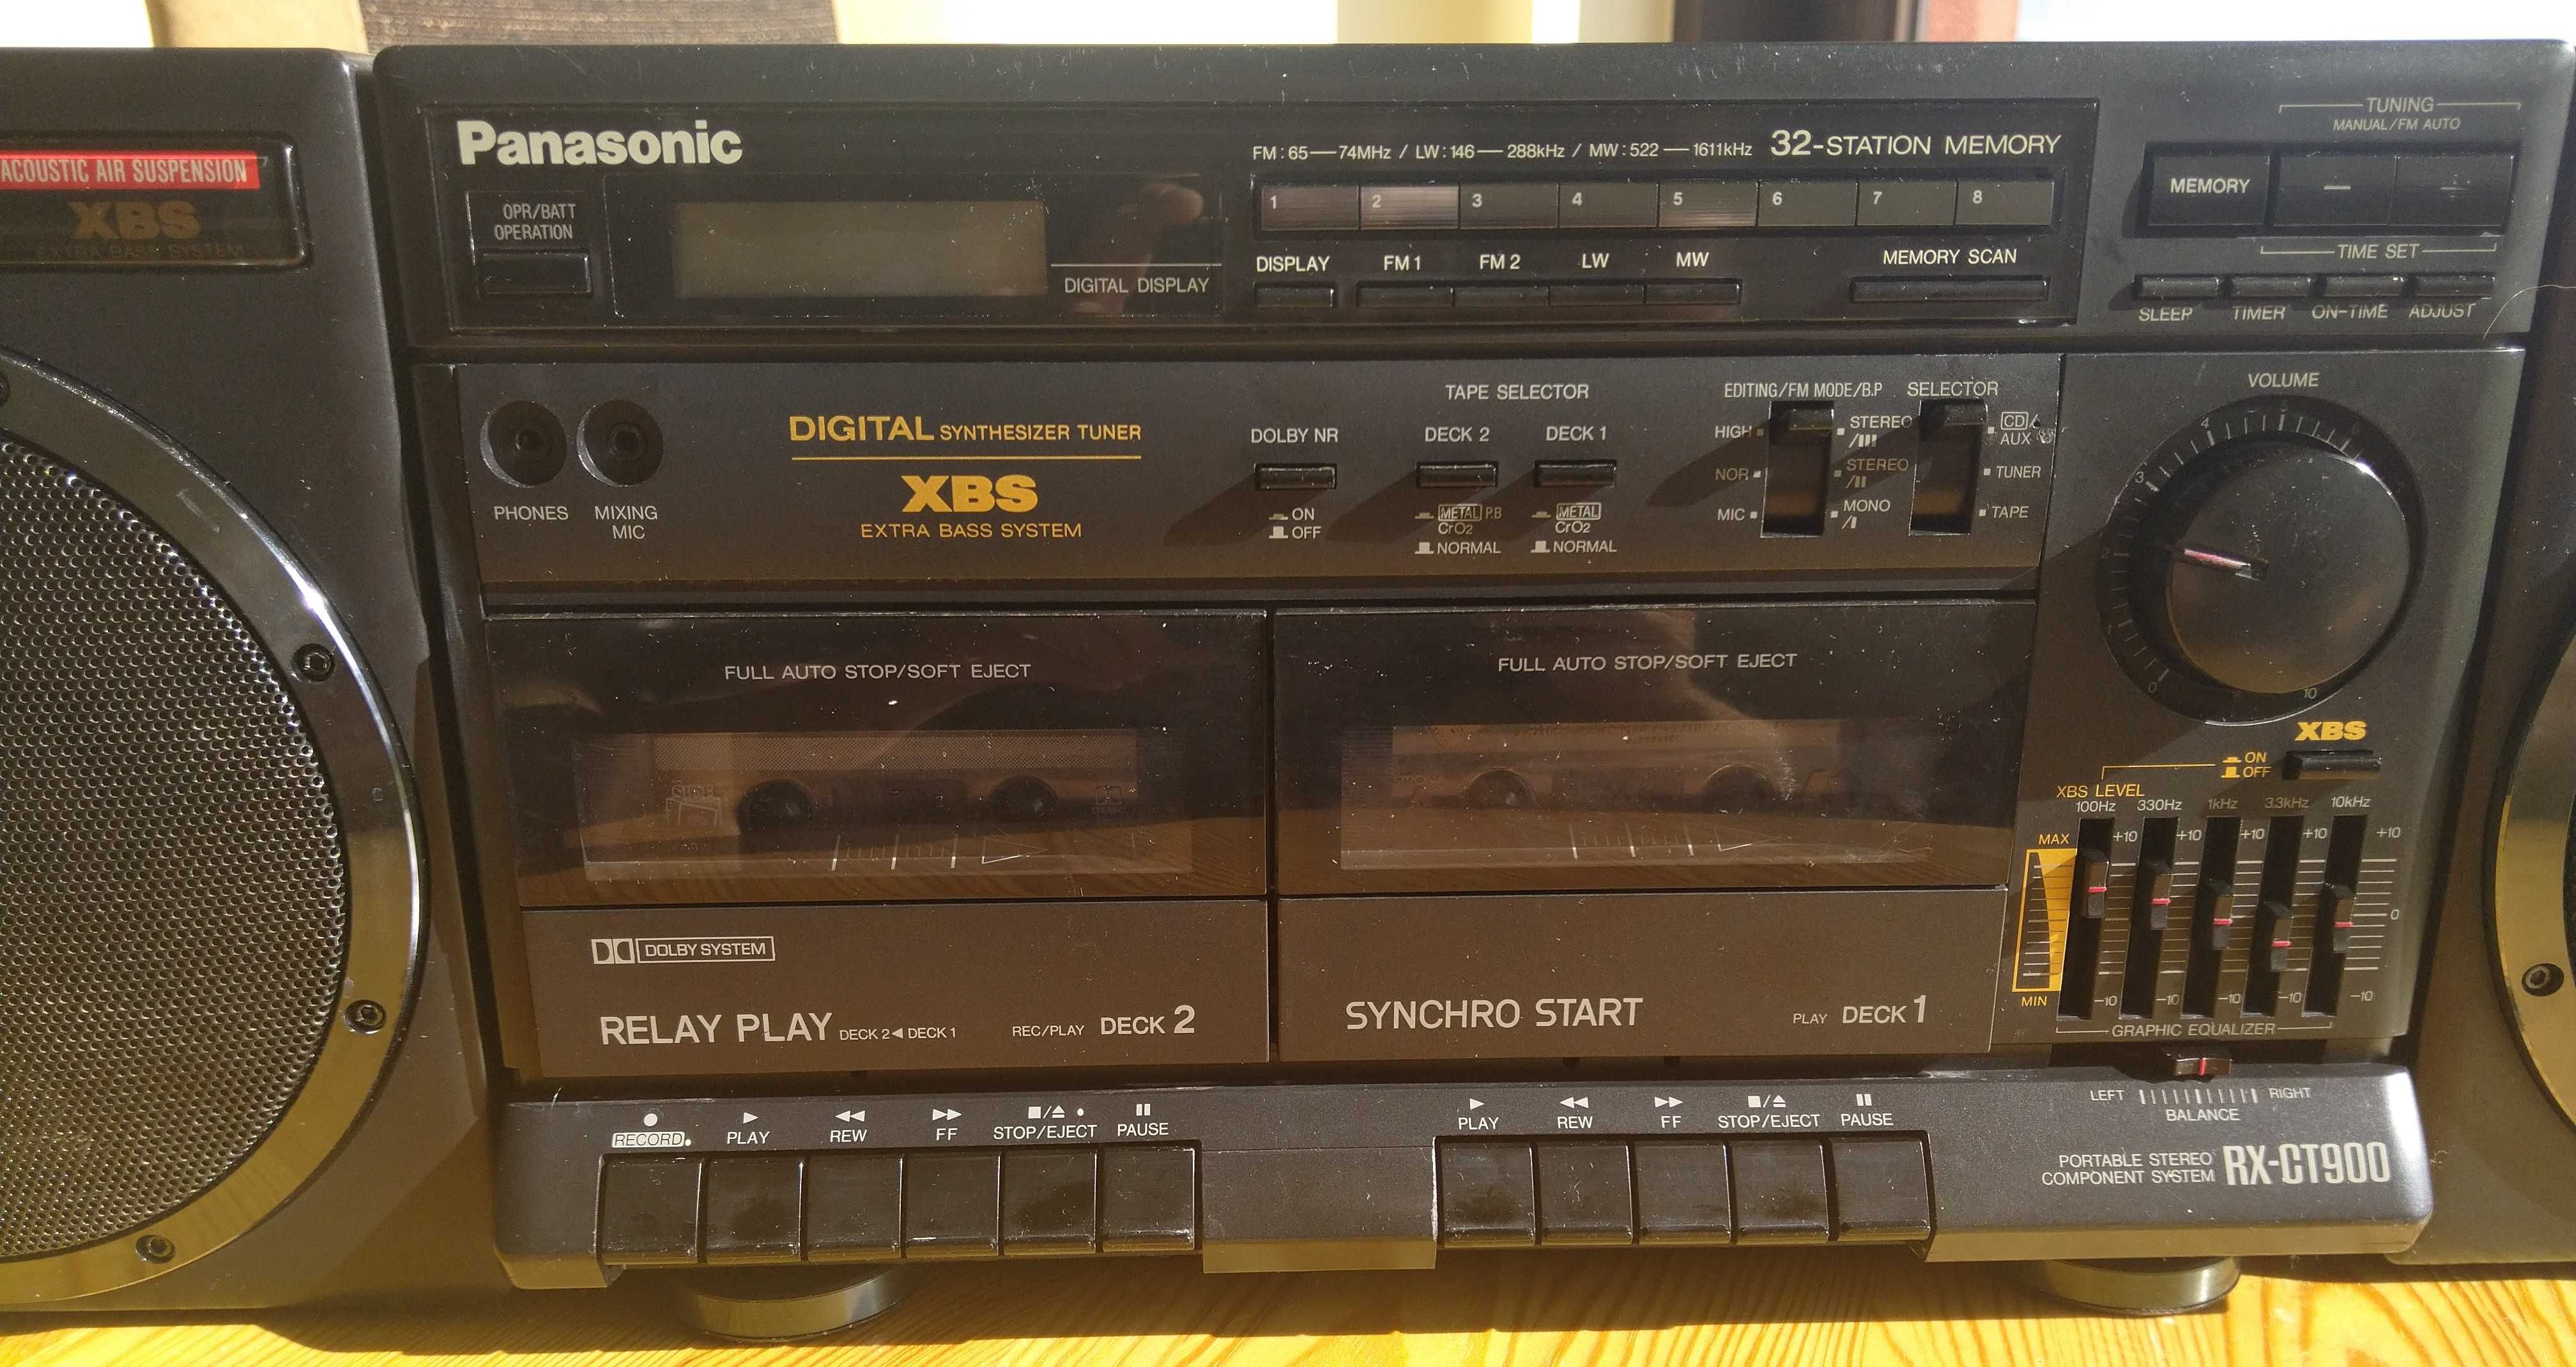 ACOUSTIC AIR SUSPENSION
XBS
EXTRA BASS SYSTEM
Panasonic
OPR/BATT
OPERATION
DIGITAL DISPLAY
FM : 65 — 74MHz / LW : 146 — 288kHz / MW : 522 — 1611kHz
32-STATION MEMORY
1 2 3 4 5 6 7 8
DISPLAY FM 1 FM 2 LW MW MEMORY SCAN
TUNING
MANUAL/FM AUTO
MEMORY
TIME SET
SLEEP TIMER ON-TIME ADJUST
PHONES
MIXING
MIC
DIGITAL SYNTHESIZER TUNER
XBS
EXTRA BASS SYSTEM
DOLBY NR
ON
OFF
TAPE SELECTOR
DECK 2 DECK 1
METAL P.B METAL
CrO2 CrO2
NORMAL NORMAL
EDITING/FM MODE/B.P
HIGH STEREO
NOR STEREO
MIC MONO
SELECTOR
CD/
AUX
TUNER
TAPE
VOLUME
0 2 3 4 5 10
FULL AUTO STOP/SOFT EJECT
FULL AUTO STOP/SOFT EJECT
XBS
ON
OFF
XBS LEVEL
100Hz 330Hz 1kHz 3.3kHz 10kHz
MAX +10 +10 +10 +10 +10
0
MIN -10 -10 -10 -10 -10
GRAPHIC EQUALIZER
DOLBY SYSTEM
RELAY PLAY DECK 2◄DECK 1
REC/PLAY DECK 2
SYNCHRO START
PLAY DECK 1
RECORD PLAY REW FF STOP/EJECT PAUSE
PLAY REW FF STOP/EJECT PAUSE
LEFT RIGHT
BALANCE
PORTABLE STEREO
COMPONENT SYSTEM
RX-CT900